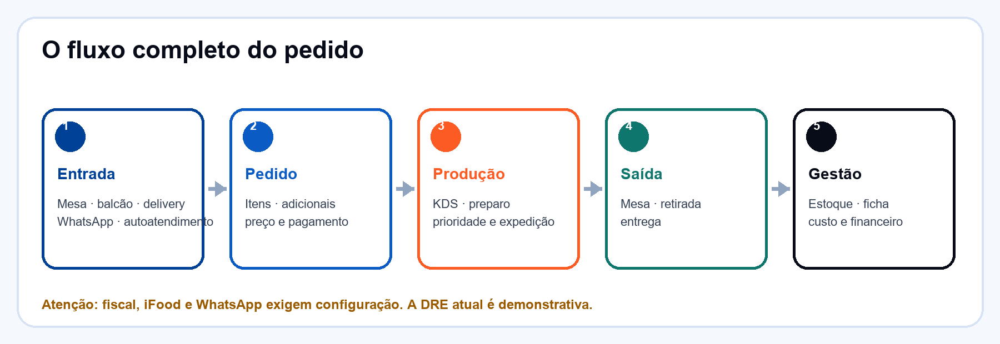 O fluxo completo do pedido
1
Entrada
Mesa · balcão · delivery
WhatsApp · autoatendimento
2
Pedido
Itens · adicionais
preço e pagamento
3
Produção
KDS · preparo
prioridade e expedição
4
Saída
Mesa · retirada
entrega
5
Gestão
Estoque · ficha
custo e financeiro
Atenção: fiscal, iFood e WhatsApp exigem configuração. A DRE atual é demonstrativa.